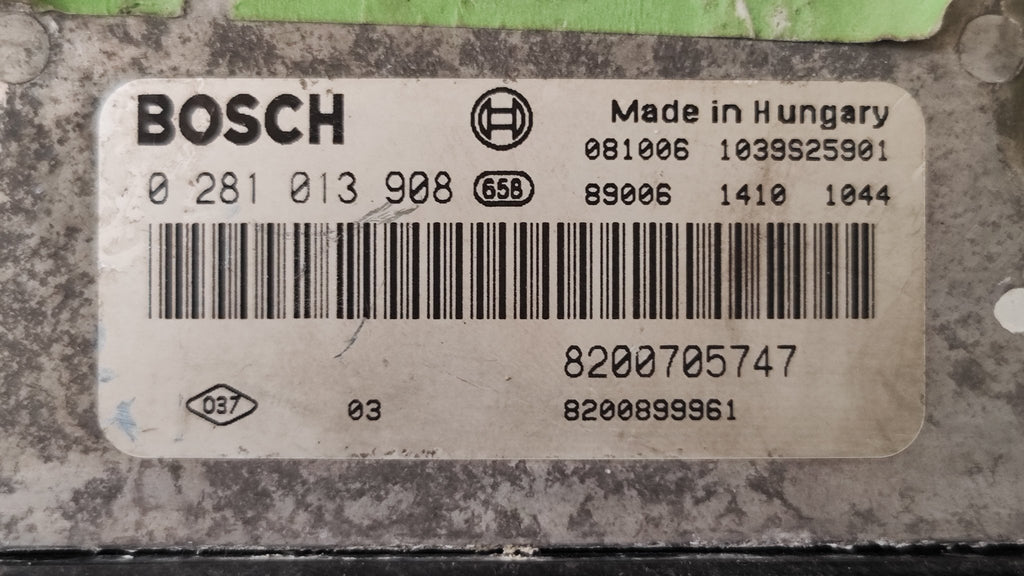 BOSCH
Made in Hungary
081006 1039S25901
0 281 013 908 658
89006 1410 1044
8200705747
037 03
8200899961